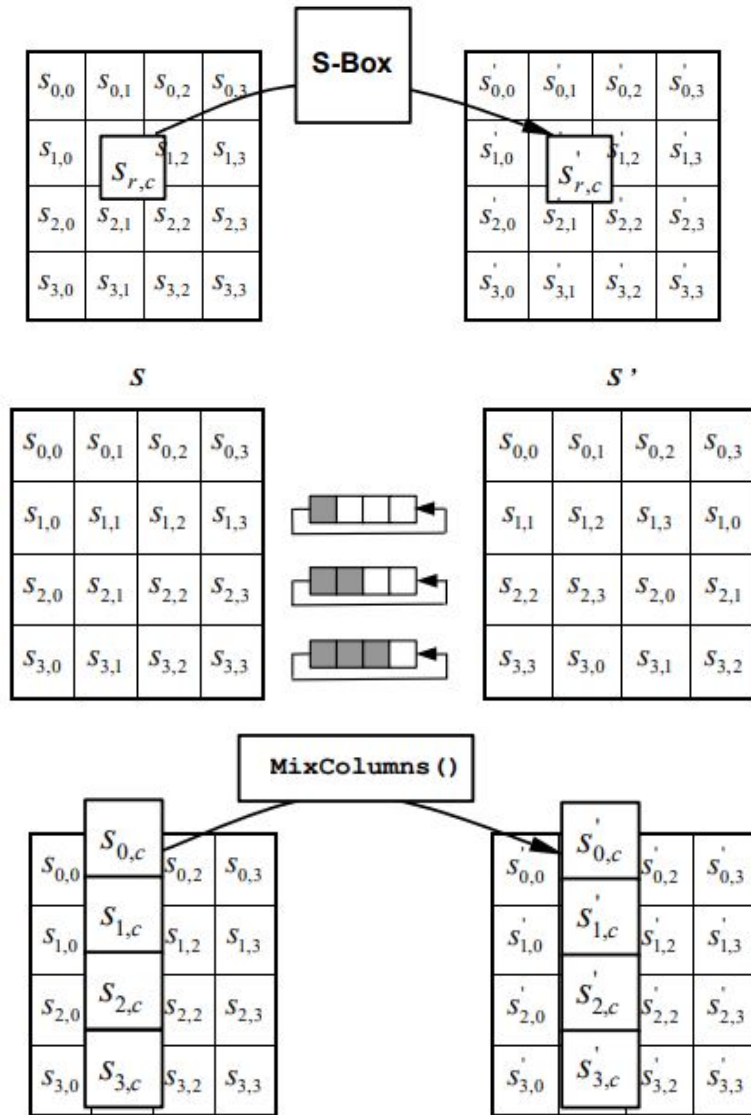 S-Box
s0,0 s0,1 s0,2 s0,3 s'0,0 s'0,1 s'0,2 s'0,3
s1,0 sr,c s1,2 s1,3 s'1,0 s'r,c s'1,2 s'1,3
s2,0 s2,1 s2,2 s2,3 s'2,0 s'2,1 s'2,2 s'2,3
s3,0 s3,1 s3,2 s3,3 s'3,0 s'3,1 s'3,2 s'3,3
S S’
s0,0 s0,1 s0,2 s0,3 s0,0 s0,1 s0,2 s0,3
s1,0 s1,1 s1,2 s1,3 s1,1 s1,2 s1,3 s1,0
s2,0 s2,1 s2,2 s2,3 s2,2 s2,3 s2,0 s2,1
s3,0 s3,1 s3,2 s3,3 s3,3 s3,0 s3,1 s3,2
MixColumns()
s0,0 s0,c s0,2 s0,3 s'0,0 s'0,c s'0,2 s'0,3
s1,0 s1,c s1,2 s1,3 s'1,0 s'1,c s'1,2 s'1,3
s2,0 s2,c s2,2 s2,3 s'2,0 s'2,c s'2,2 s'2,3
s3,0 s3,c s3,2 s3,3 s'3,0 s'3,c s'3,2 s'3,3